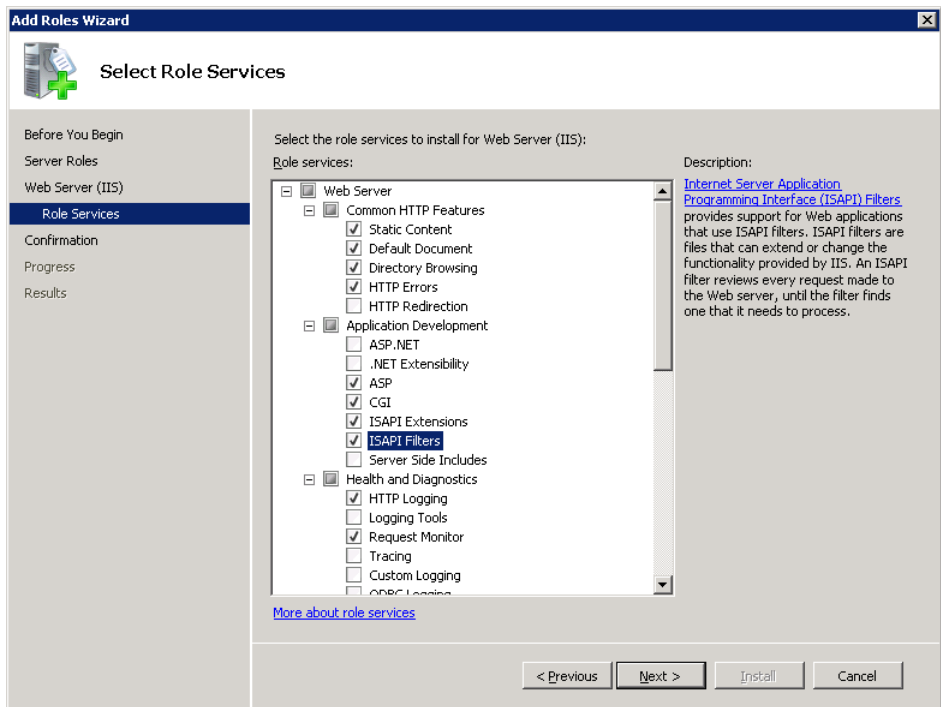 Add Roles Wizard
Select Role Services
Before You Begin
Server Roles
Web Server (IIS)
Role Services
Confirmation
Progress
Results
Select the role services to install for Web Server (IIS):
Role services:
Web Server
Common HTTP Features
Static Content
Default Document
Directory Browsing
HTTP Errors
HTTP Redirection
Application Development
ASP.NET
.NET Extensibility
ASP
CGI
ISAPI Extensions
ISAPI Filters
Server Side Includes
Health and Diagnostics
HTTP Logging
Logging Tools
Request Monitor
Tracing
Custom Logging
ODBC Logging
More about role services
Description:
Internet Server Application
Programming Interface (ISAPI) Filters
provides support for Web applications
that use ISAPI filters. ISAPI filters are
files that can extend or change the
functionality provided by IIS. An ISAPI
filter reviews every request made to
the Web server, until the filter finds
one that it needs to process.
< Previous
Next >
Install
Cancel